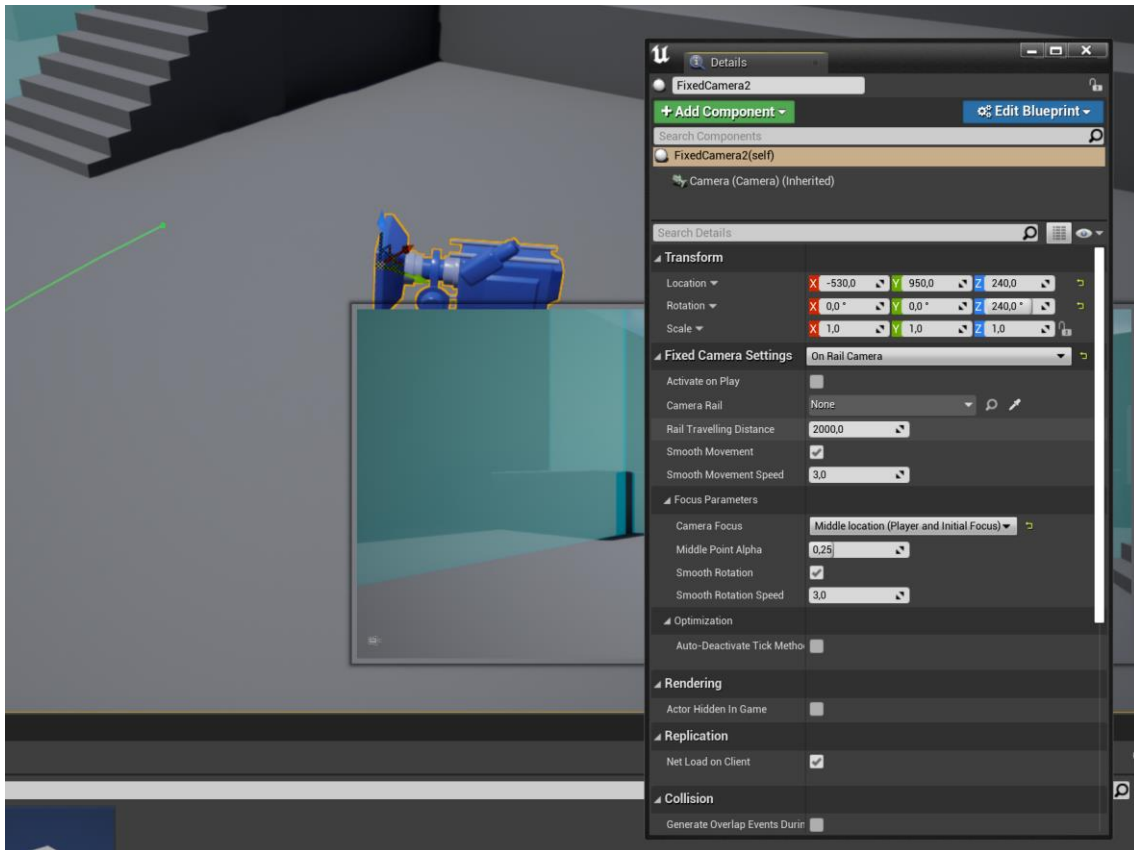 Details
FixedCamera2
+ Add Component
Edit Blueprint
Search Components
FixedCamera2(self)
Camera (Camera) (Inherited)
Search Details
Transform
Location X -530,0 Y 950,0 Z 240,0
Rotation X 0,0 ° Y 0,0 ° Z 240,0 °
Scale X 1,0 Y 1,0 Z 1,0
Fixed Camera Settings On Rail Camera
Activate on Play
Camera Rail None
Rail Travelling Distance 2000,0
Smooth Movement
Smooth Movement Speed 3,0
Focus Parameters
Camera Focus Middle location (Player and Initial Focus)
Middle Point Alpha 0,25
Smooth Rotation
Smooth Rotation Speed 3,0
Optimization
Auto-Deactivate Tick Metho
Rendering
Actor Hidden In Game
Replication
Net Load on Client
Collision
Generate Overlap Events Durin